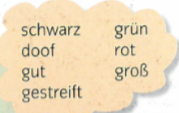 schwarz grün
doof rot
gut groß
gestreift